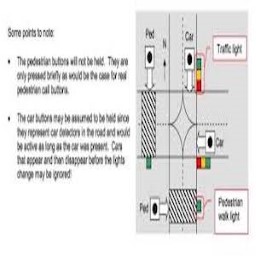 Some points to note:
• The pedestrian buttons will not be held. They are
only pressed briefly as would be the case for real
pedestrian call buttons.
• The car buttons may be assumed to be held since
they represent car detectors in the road and would
be active as long as the car was present. Cars
that appear and then disappear before the lights
change may be ignored!
Ped
Car
Traffic light
N
Car
Ped
Pedestrian
walk light